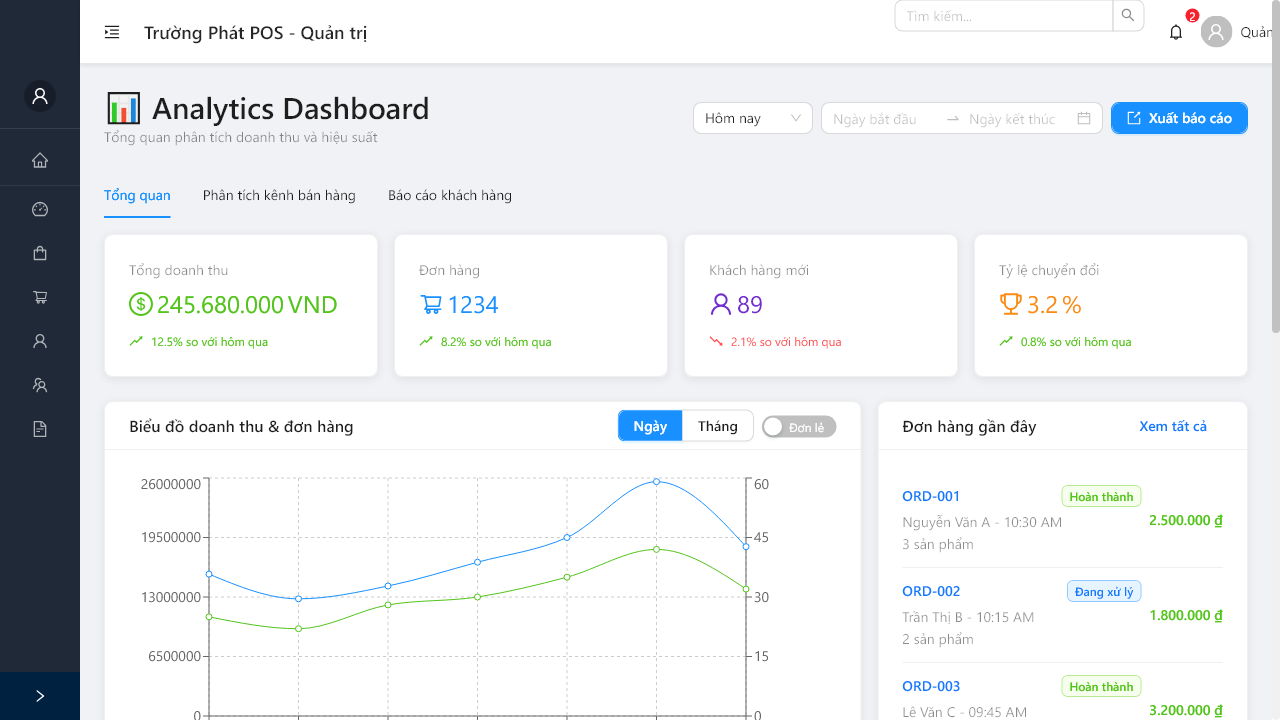 Trường Phát POS - Quản trị
Tìm kiếm...
2
Quản
Analytics Dashboard
Tổng quan phân tích doanh thu và hiệu suất
Hôm nay
Ngày bắt đầu
Ngày kết thúc
Xuất báo cáo
Tổng quan
Phân tích kênh bán hàng
Báo cáo khách hàng
Tổng doanh thu
245.680.000 VND
12.5% so với hôm qua
Đơn hàng
1234
8.2% so với hôm qua
Khách hàng mới
89
2.1% so với hôm qua
Tỷ lệ chuyển đổi
3.2 %
0.8% so với hôm qua
Biểu đồ doanh thu & đơn hàng
Ngày
Tháng
Đơn lẻ
26000000
19500000
13000000
6500000
0
60
45
30
15
0
Đơn hàng gần đây
Xem tất cả
ORD-001
Hoàn thành
Nguyễn Văn A - 10:30 AM
2.500.000 ₫
3 sản phẩm
ORD-002
Đang xử lý
Trần Thị B - 10:15 AM
1.800.000 ₫
2 sản phẩm
ORD-003
Hoàn thành
Lê Văn C - 09:45 AM
3.200.000 ₫